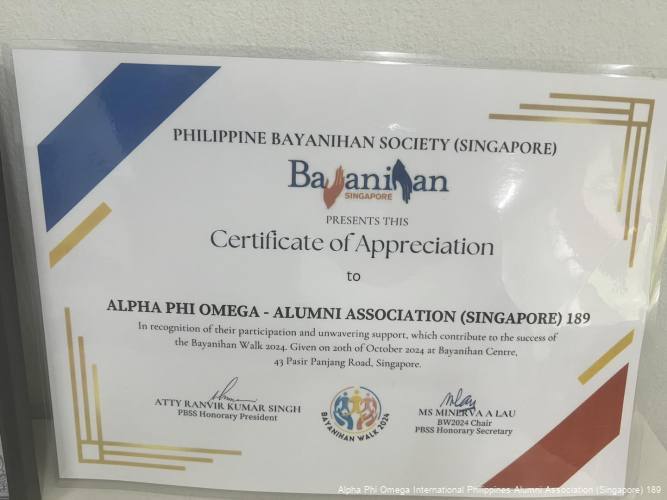 PHILIPPINE BAYANIHAN SOCIETY (SINGAPORE)
Bayanihan
SINGAPORE
PRESENTS THIS
Certificate of Appreciation
to
ALPHA PHI OMEGA - ALUMNI ASSOCIATION (SINGAPORE) 189
In recognition of their participation and unwavering support, which contribute to the success of
the Bayanihan Walk 2024. Given on 20th of October 2024 at Bayanihan Centre,
43 Pasir Panjang Road, Singapore.
ATTY RANVIR KUMAR SINGH
PBSS Honorary President
BAYANIHAN WALK 2024
MS MINERVA A LAU
BW2024 Chair
PBSS Honorary Secretary
Alpha Phi Omega International Philippines Alumni Association (Singapore) 189